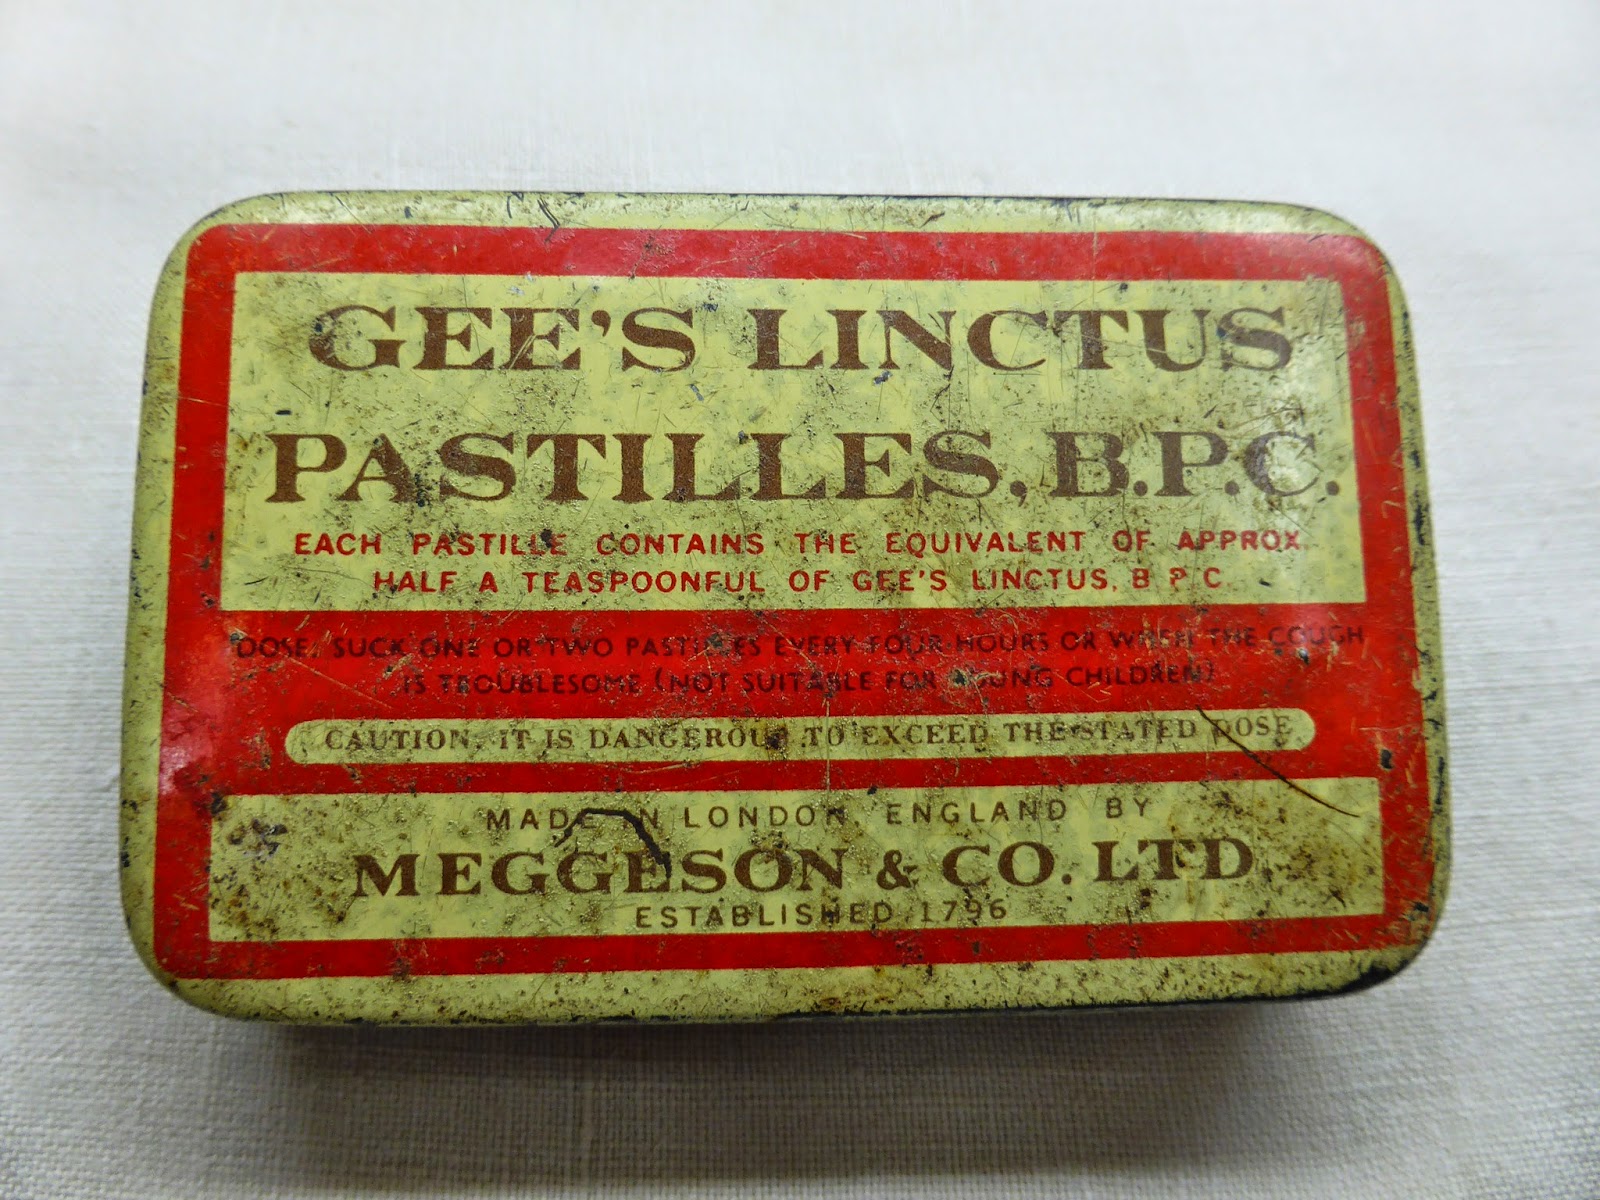 GEE'S LINCTUS
PASTILLES, B.P.C.
EACH PASTILLE CONTAINS THE EQUIVALENT OF APPROX.
HALF A TEASPOONFUL OF GEE'S LINCTUS, B.P.C.
DOSE. SUCK ONE OR TWO PASTILLES EVERY FOUR HOURS OR WHEN THE COUGH
IS TROUBLESOME (NOT SUITABLE FOR YOUNG CHILDREN)
CAUTION. IT IS DANGEROUS TO EXCEED THE STATED DOSE.
MADE IN LONDON, ENGLAND BY
MEGGESON & CO. LTD
ESTABLISHED 1796